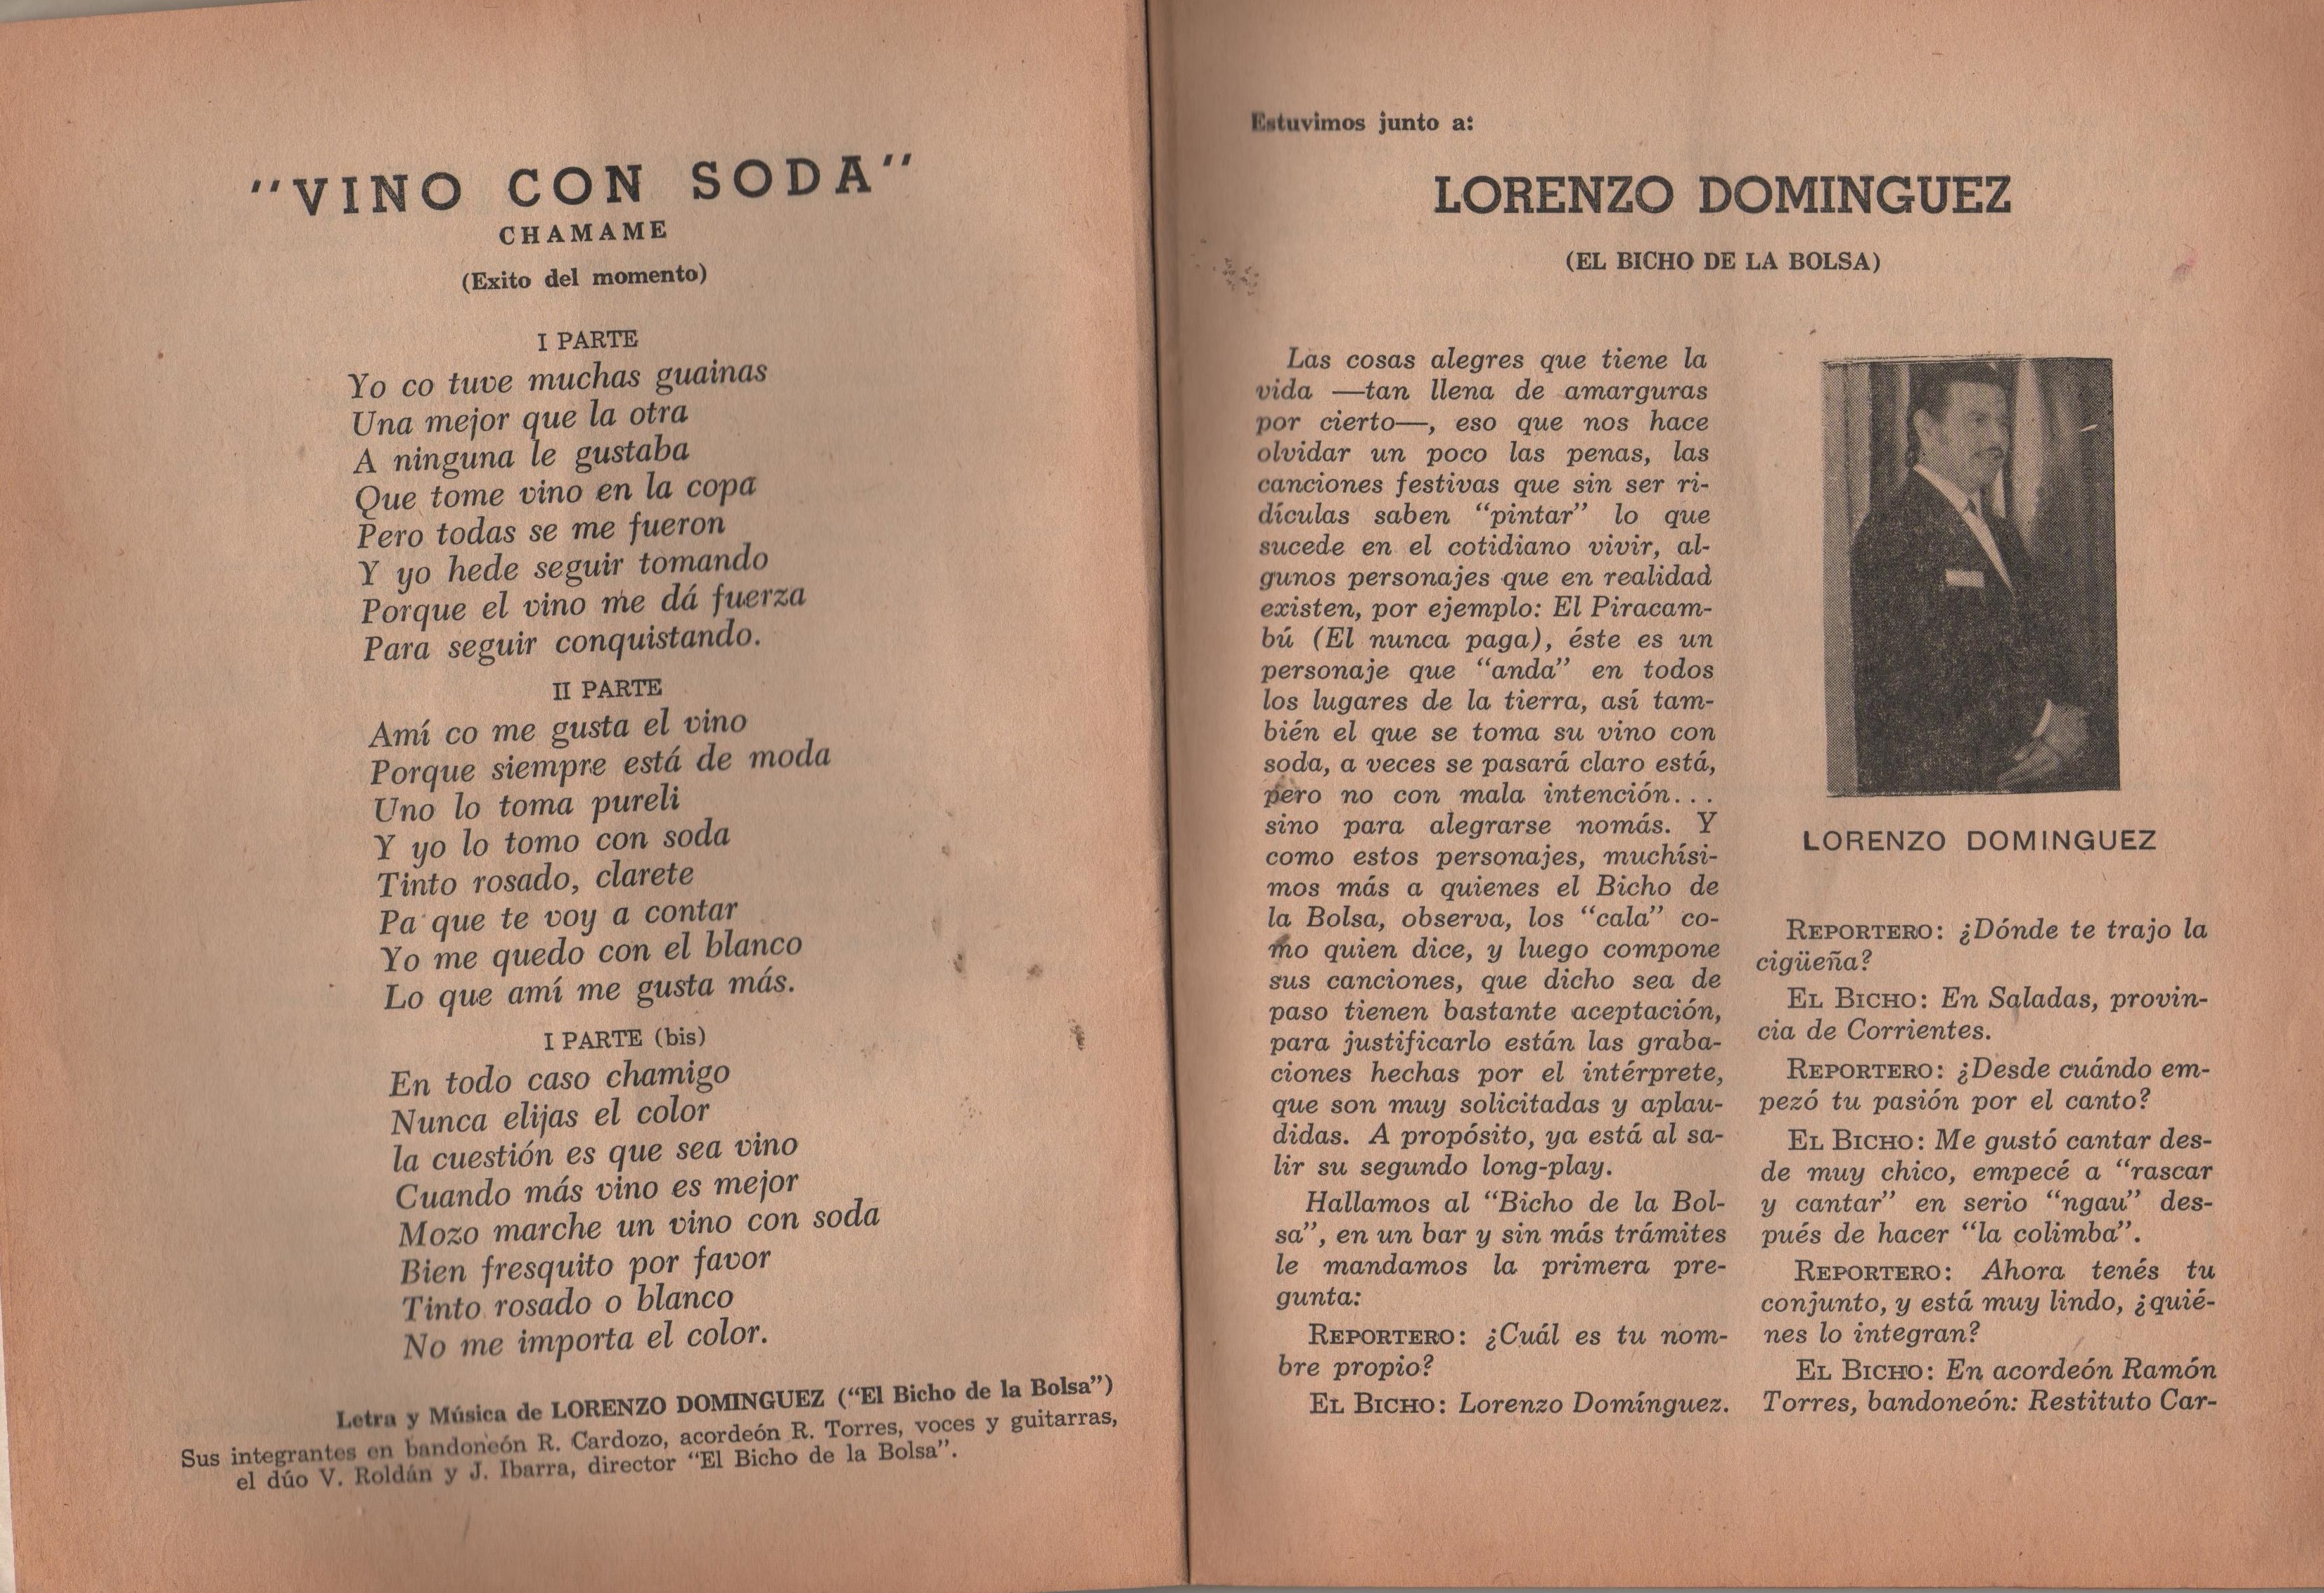 "VINO CON SODA"
CHAMAME
(Exito del momento)
I PARTE
Yo co tuve muchas guainas
Una mejor que la otra
A ninguna le gustaba
Que tome vino en la copa
Pero todas se me fueron
Y yo hede seguir tomando
Porque el vino me dá fuerza
Para seguir conquistando.
II PARTE
Amí co me gusta el vino
Porque siempre está de moda
Uno lo toma pureli
Y yo lo tomo con soda
Tinto rosado, clarete
Pa' que te voy a contar
Yo me quedo con el blanco
Lo que amí me gusta más.
I PARTE (bis)
En todo caso chamigo
Nunca elijas el color
la cuestión es que sea vino
Cuando más vino es mejor
Mozo marche un vino con soda
Bien fresquito por favor
Tinto rosado o blanco
No me importa el color.
Letra y Música de LORENZO DOMINGUEZ ("El Bicho de la Bolsa")
Sus integrantes en bandoneón R. Cardozo, acordeón R. Torres, voces y guitarras,
el dúo V. Roldán y J. Ibarra, director "El Bicho de la Bolsa".
Estuvimos junto a:
LORENZO DOMINGUEZ
(EL BICHO DE LA BOLSA)
Las cosas alegres que tiene la
vida —tan llena de amarguras
por cierto—, eso que nos hace
olvidar un poco las penas, las
canciones festivas que sin ser ri-
dículas saben "pintar" lo que
sucede en el cotidiano vivir, al-
gunos personajes que en realidad
existen, por ejemplo: El Piracam-
bú (El nunca paga), éste es un
personaje que "anda" en todos
los lugares de la tierra, así tam-
bién el que se toma su vino con
soda, a veces se pasará claro está,
pero no con mala intención...
sino para alegrarse nomás. Y
como estos personajes, muchísi-
mos más a quienes el Bicho de
la Bolsa, observa, los "cala" co-
mo quien dice, y luego compone
sus canciones, que dicho sea de
paso tienen bastante aceptación,
para justificarlo están las graba-
ciones hechas por el intérprete,
que son muy solicitadas y aplau-
didas. A propósito, ya está al sa-
lir su segundo long-play.
Hallamos al "Bicho de la Bol-
sa", en un bar y sin más trámites
le mandamos la primera pre-
gunta:
REPORTERO: ¿Cuál es tu nom-
bre propio?
EL BICHO: Lorenzo Domínguez.
LORENZO DOMINGUEZ
REPORTERO: ¿Dónde te trajo la
cigüeña?
EL BICHO: En Saladas, provin-
cia de Corrientes.
REPORTERO: ¿Desde cuándo em-
pezó tu pasión por el canto?
EL BICHO: Me gustó cantar des-
de muy chico, empecé a "rascar
y cantar" en serio "ngau" des-
pués de hacer "la colimba".
REPORTERO: Ahora tenés tu
conjunto, y está muy lindo, ¿quié-
nes lo integran?
EL BICHO: En acordeón Ramón
Torres, bandoneón: Restituto Car-